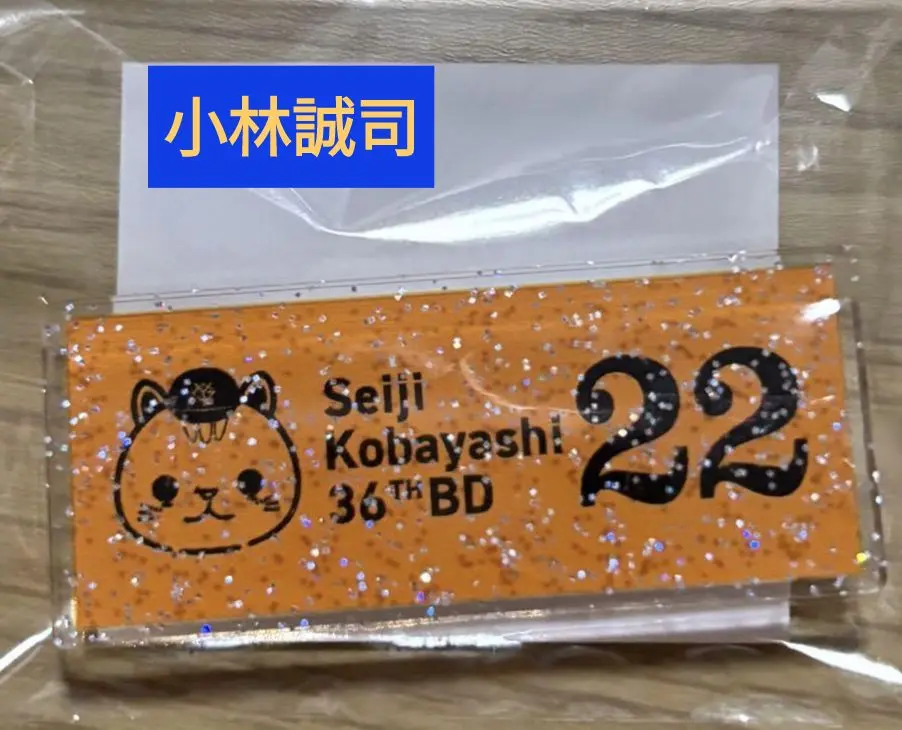 小林誠司
Seiji
Kobayashi
36TH BD
22